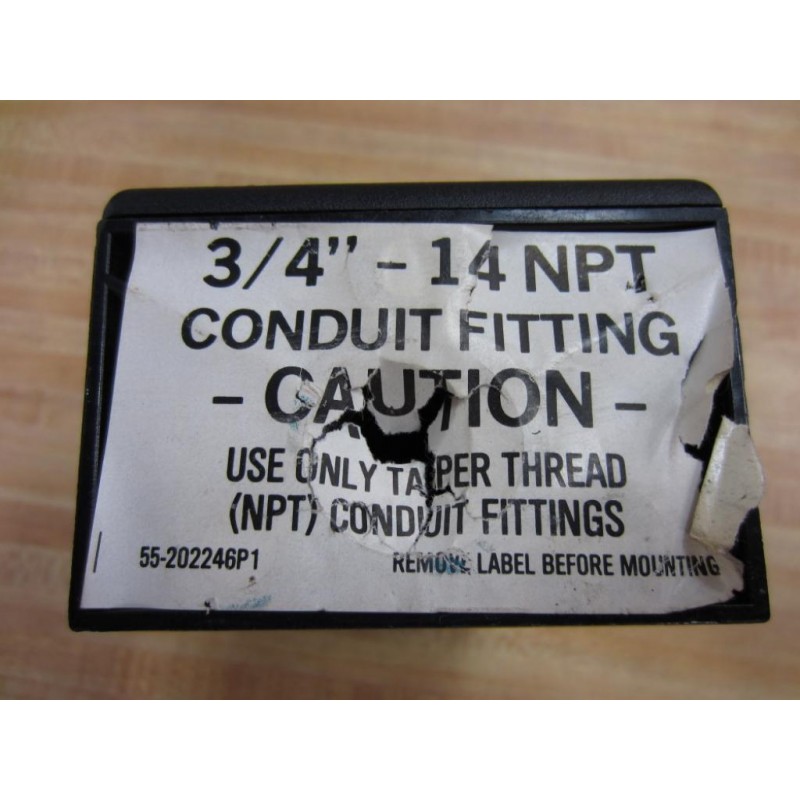 3/4" - 14 NPT
CONDUIT FITTING
- CAUTION -
USE ONLY TAPER THREAD
(NPT) CONDUIT FITTINGS
55-202246P1 REMOVE LABEL BEFORE MOUNTING